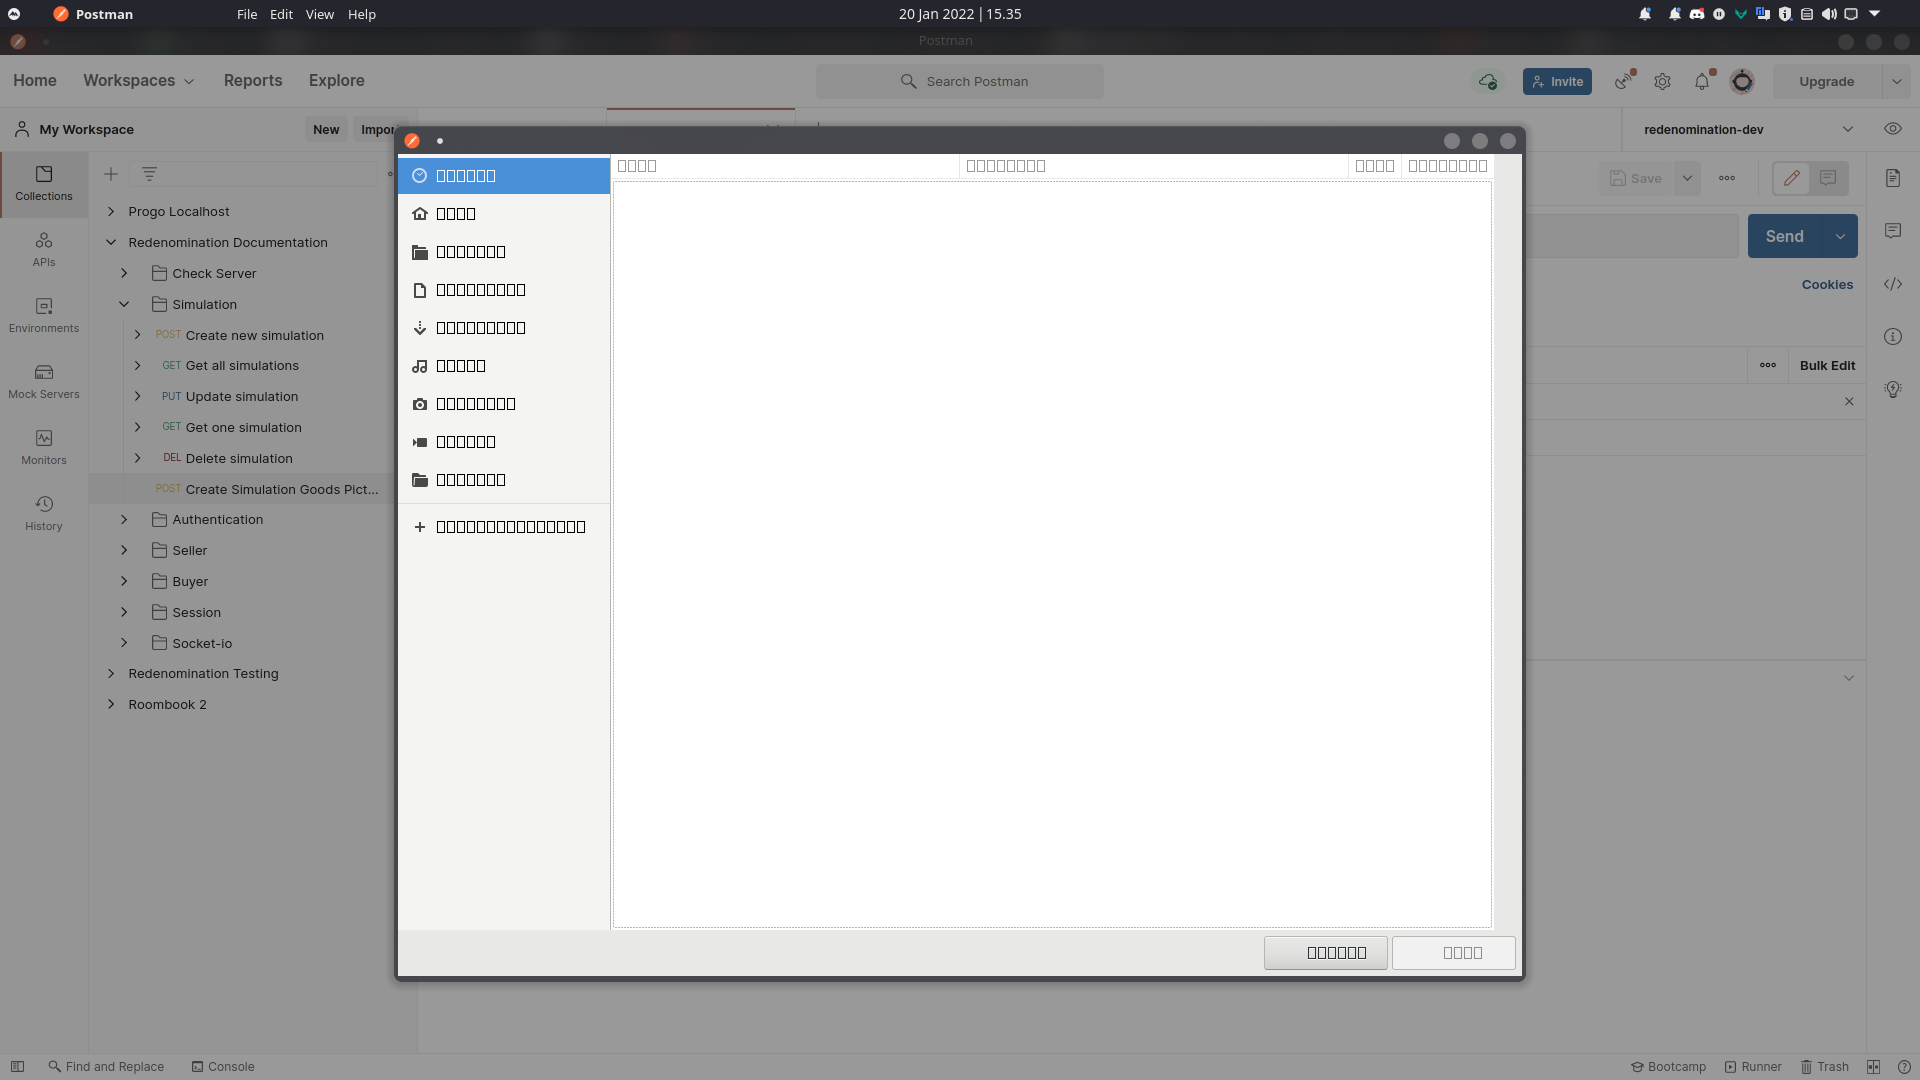 Postman
File Edit View Help
20 Jan 2022 | 15.35
Postman
Home Workspaces Reports Explore
Search Postman
Invite
Upgrade
My Workspace
New
redenomination-dev
Collections
APIs
Environments
Mock Servers
Monitors
History
Progo Localhost
Redenomination Documentation
Check Server
Simulation
POST Create new simulation
GET Get all simulations
PUT Update simulation
GET Get one simulation
DEL Delete simulation
POST Create Simulation Goods Pict...
Authentication
Seller
Buyer
Session
Socket-io
Redenomination Testing
Roombook 2
Save
Send
Cookies
Bulk Edit
Find and Replace
Console
Bootcamp
Runner
Trash